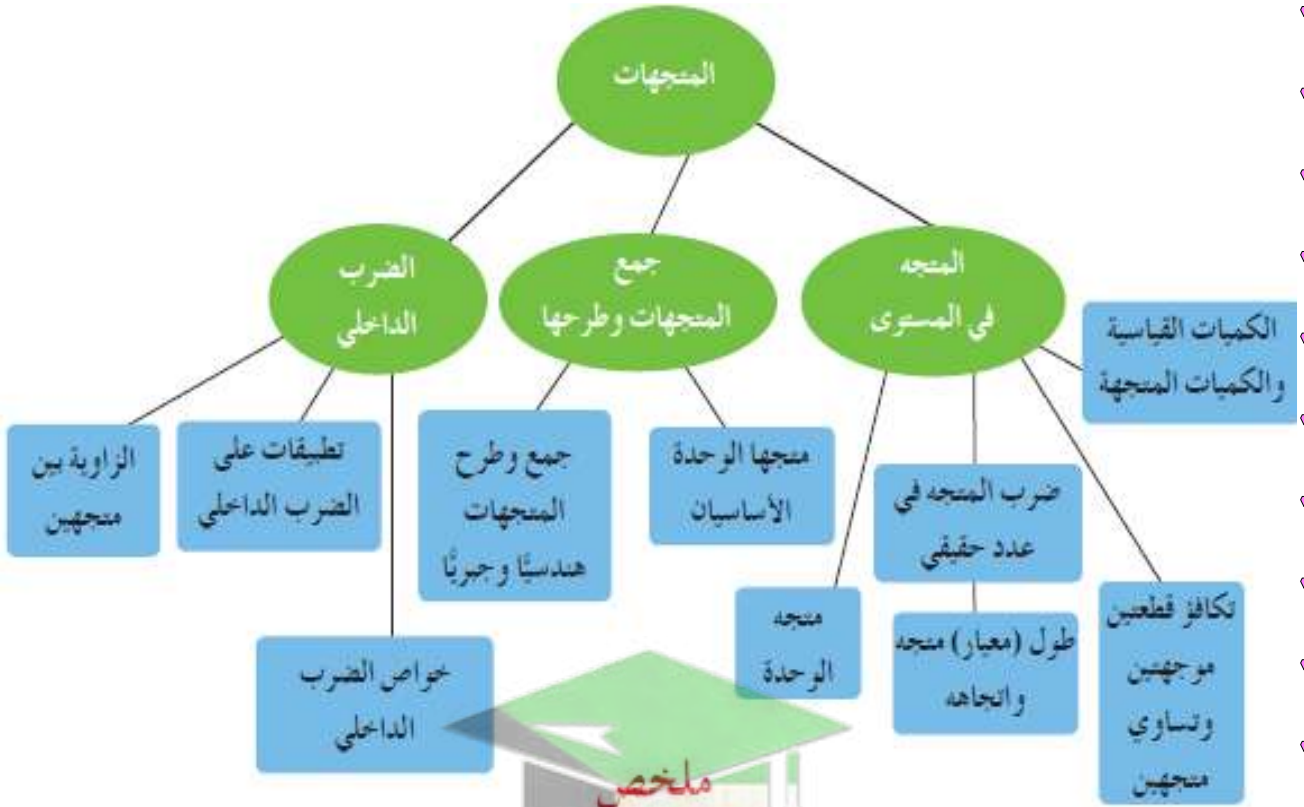 المتجهات
المتجه
في المستوى
جمع
المتجهات وطرحها
الضرب
الداخلي
الكميات القياسية
والكميات المتجهة
تكافؤ قطعتين
موجهتين
وتساوي
متجهين
ضرب المتجه في
عدد حقيقي
طول (معيار) متجه
واتجاهه
متجه
الوحدة
متجها الوحدة
الأساسيان
جمع وطرح
المتجهات
هندسيًّا وجبريًّا
تطبيقات على
الضرب الداخلي
الزاوية بين
متجهين
خواص الضرب
الداخلي
ملخص